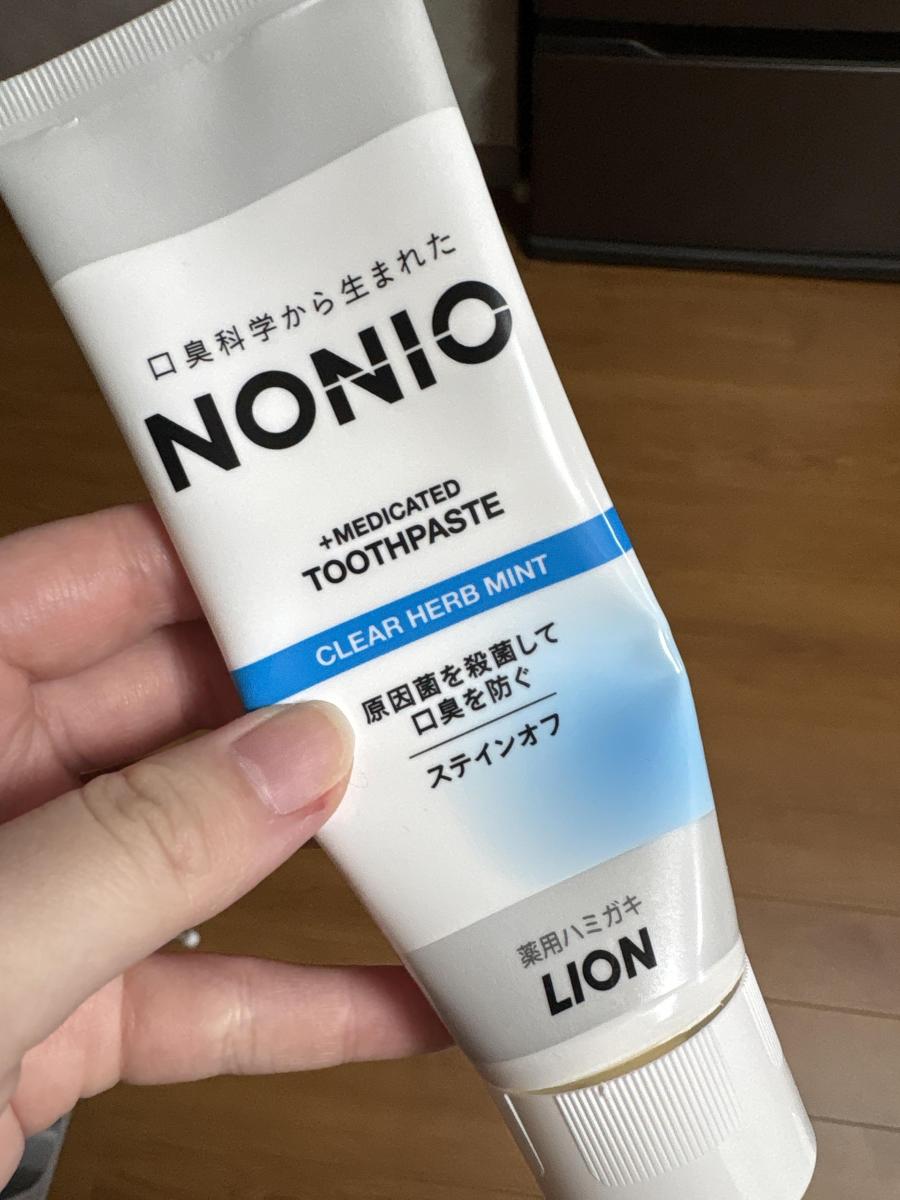 口臭科学から生まれた
NONIO
+MEDICATED
TOOTHPASTE
CLEAR HERB MINT
原因菌を殺菌して
口臭を防ぐ
ステインオフ
薬用ハミガキ
LION